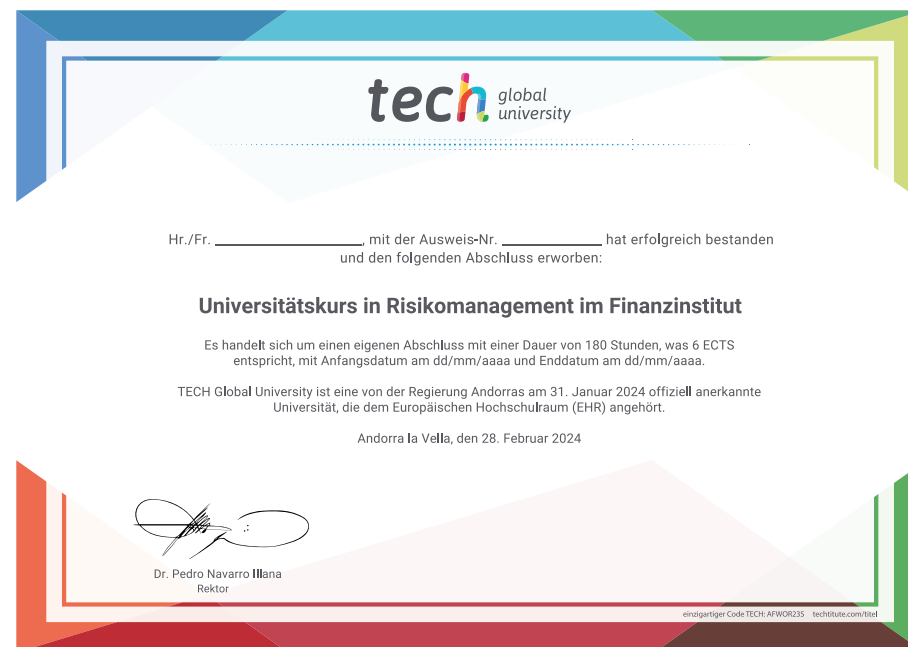 tech global
university
Hr./Fr. ____________________, mit der Ausweis-Nr. ______________ hat erfolgreich bestanden
und den folgenden Abschluss erworben:
Universitätskurs in Risikomanagement im Finanzinstitut
Es handelt sich um einen eigenen Abschluss mit einer Dauer von 180 Stunden, was 6 ECTS
entspricht, mit Anfangsdatum am dd/mm/aaaa und Enddatum am dd/mm/aaaa.
TECH Global University ist eine von der Regierung Andorras am 31. Januar 2024 offiziell anerkannte
Universität, die dem Europäischen Hochschulraum (EHR) angehört.
Andorra la Vella, den 28. Februar 2024
Dr. Pedro Navarro Illana
Rektor
einzigartiger Code TECH: AFWOR235 techtitute.com/titel